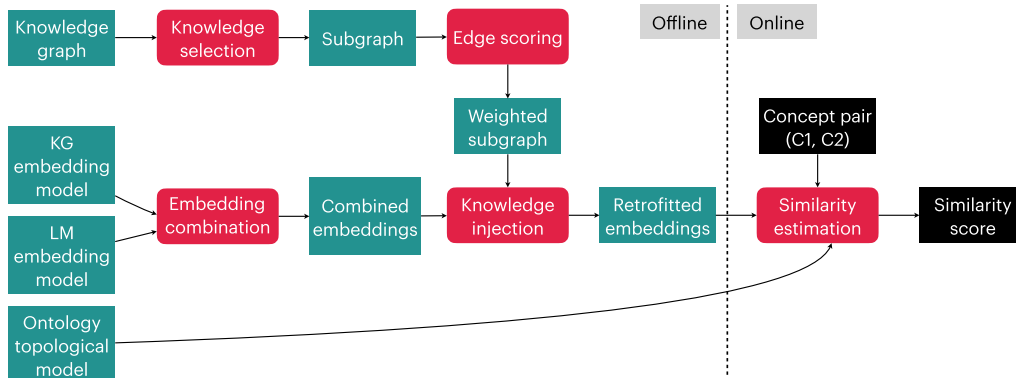 Knowledge
graph
Knowledge
selection
Subgraph
Edge scoring
Offline
Online
Weighted
subgraph
Concept pair
(C1, C2)
KG
embedding
model
LM
embedding
model
Embedding
combination
Combined
embeddings
Knowledge
injection
Retrofitted
embeddings
Similarity
estimation
Similarity
score
Ontology
topological
model